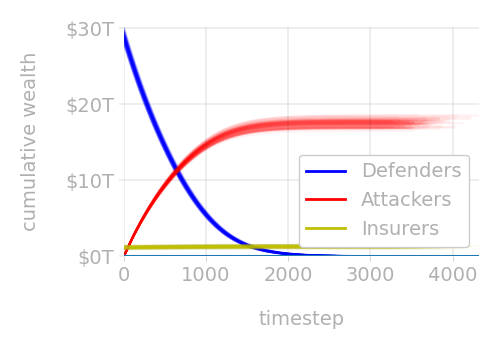 cumulative wealth
$30T
$20T
$10T
$0T
Defenders
Attackers
Insurers
0 1000 2000 3000 4000
timestep